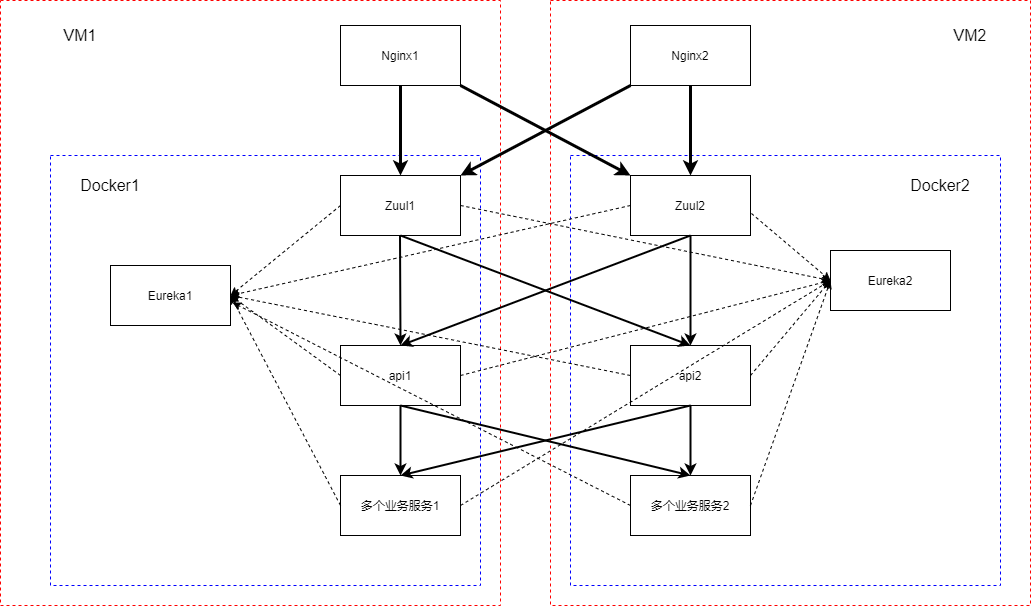 VM1
Nginx1
Nginx2
VM2
Docker1
Zuul1
Zuul2
Docker2
Eureka1
Eureka2
api1
api2
多个业务服务1
多个业务服务2